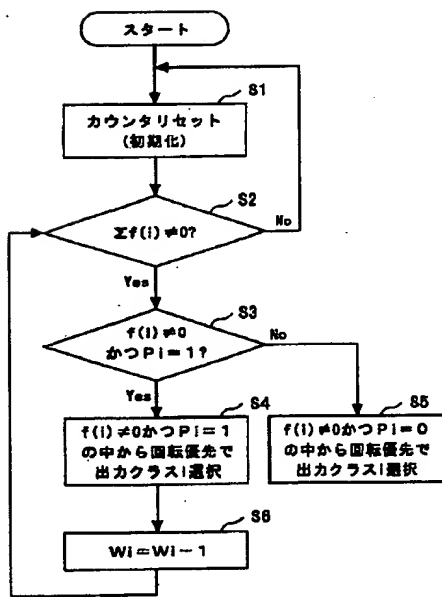 スタート
S1
カウンタリセット
(初期化)
S2
Σf(i)≠0?
No
Yes
S3
f(i)≠0
かつPi=1?
No
Yes
S4
f(i)≠0かつPi=1
の中から回転優先で
出力クラスi選択
S5
f(i)≠0かつPi=0
の中から回転優先で
出力クラスi選択
S6
Wi=Wi-1